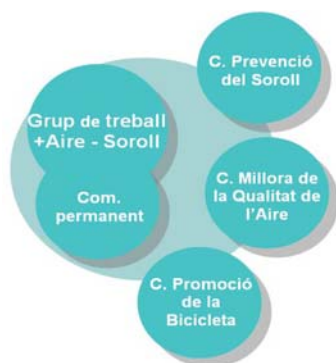 C. Prevenció
del Soroll
Grup de treball
+Aire - Soroll
Com.
permanent
C. Millora de
la Qualitat de
l'Aire
C. Promoció
de la
Bicicleta